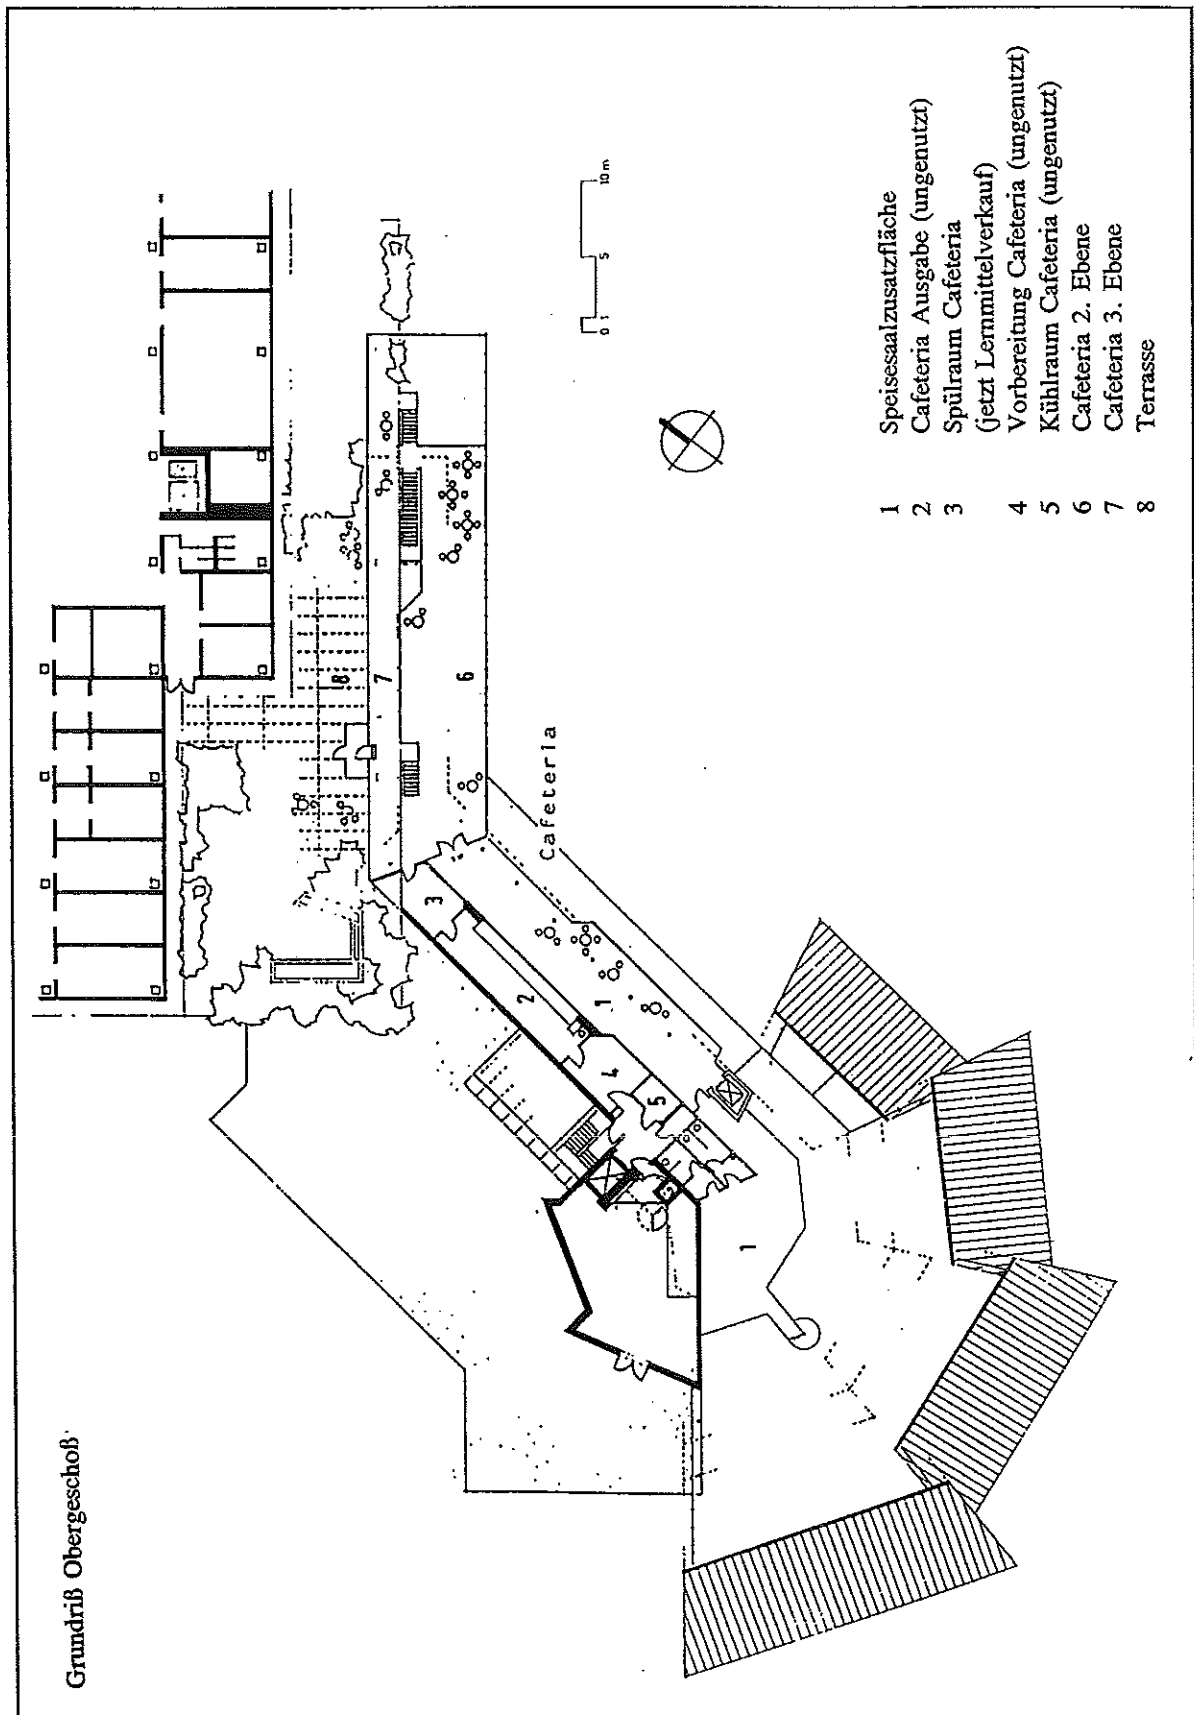 Grundriß Obergeschoß
8
7
6
Cafeteria
3
2
1
4
5
1
0 1 5 10 m
1 Speisesaalzusatzfläche
2 Cafeteria Ausgabe (ungenutzt)
3 Spülraum Cafeteria
(jetzt Lernmittelverkauf)
4 Vorbereitung Cafeteria (ungenutzt)
5 Kühlraum Cafeteria (ungenutzt)
6 Cafeteria 2. Ebene
7 Cafeteria 3. Ebene
8 Terrasse